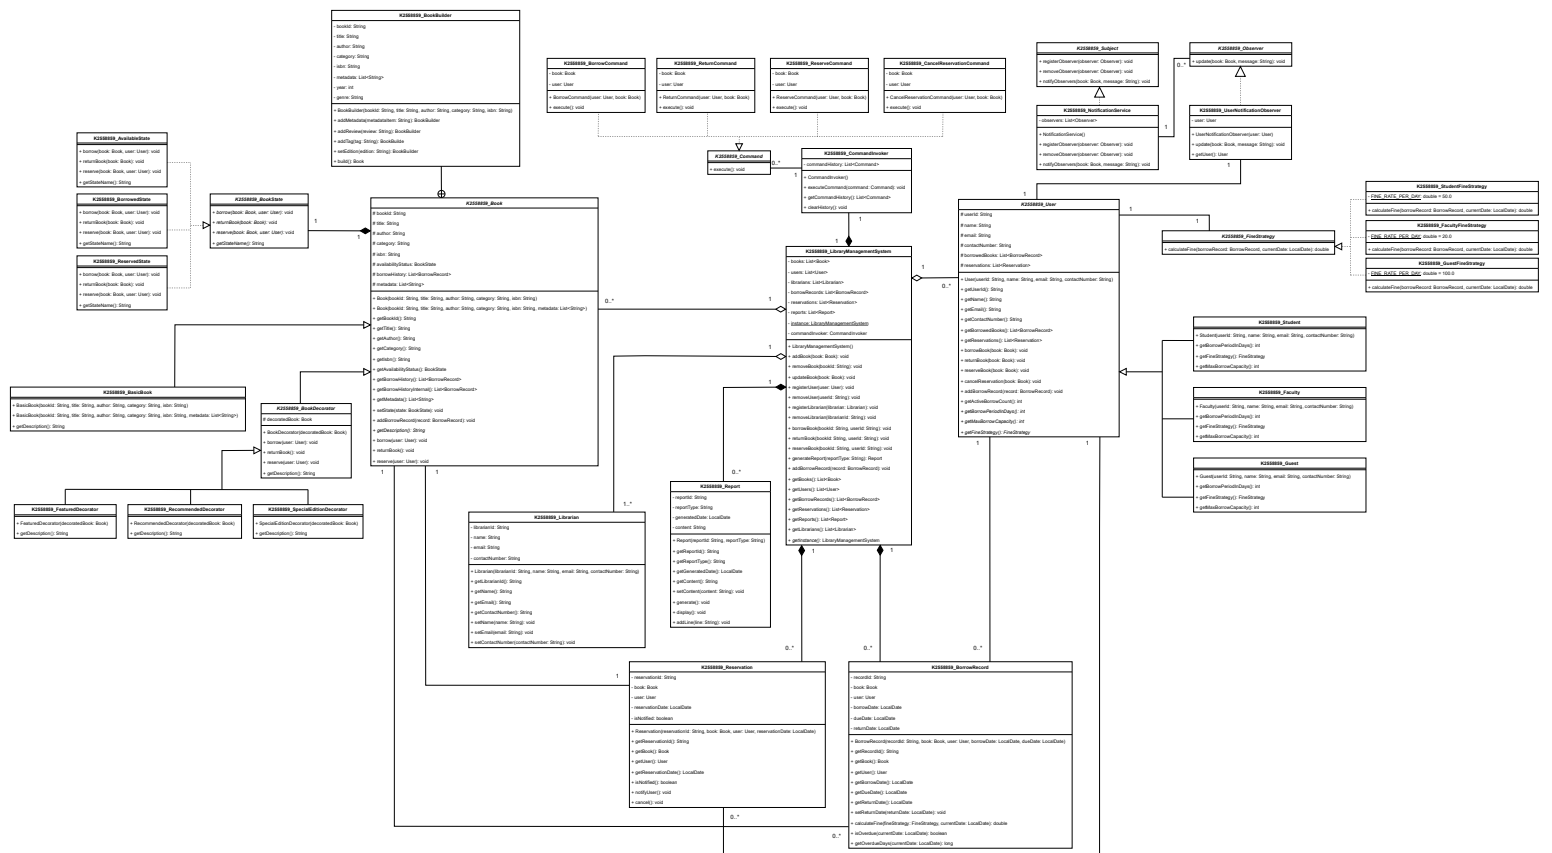 K2558859_BookBuilder
- bookId: String
- title: String
- author: String
- category: String
- isbn: String
- metadata: List<String>
- year: int
- genre: String
+ BookBuilder(bookId: String, title: String, author: String, category: String, isbn: String)
+ addMetadata(metadataItem: String): BookBuilder
+ addReview(review: String): BookBuilder
+ addTag(tag: String): BookBuilde
+ setEdition(edition: String): BookBuilder
+ build(): Book
K2558859_BorrowCommand
- book: Book
- user: User
+ BorrowCommand(user: User, book: Book)
+ execute(): void
K2558859_ReturnCommand
- book: Book
- user: User
+ ReturnCommand(user: User, book: Book)
+ execute(): void
K2558859_ReserveCommand
- book: Book
- user: User
+ ReserveCommand(user: User, book: Book)
+ execute(): void
K2558859_CancelReservationCommand
- book: Book
- user: User
+ CancelReservationCommand(user: User, book: Book)
+ execute(): void
K2558859_Subject
+ registerObserver(observer: Observer): void
+ removeObserver(observer: Observer): void
+ notifyObservers(book: Book, message: String): void
K2558859_Observer
+ update(book: Book, message: String): void
0..*
K2558859_NotificationService
- observers: List<Observer>
+ NotificationService()
+ registerObserver(observer: Observer): void
+ removeObserver(observer: Observer): void
+ notifyObservers(book: Book, message: String): void
1
K2558859_UserNotificationObserver
- user: User
+ UserNotificationObserver(user: User)
+ update(book: Book, message: String): void
+ getUser(): User
1
1
K2558859_AvailableState
+ borrow(book: Book, user: User): void
+ returnBook(book: Book): void
+ reserve(book: Book, user: User): void
+ getStateName(): String
K2558859_BorrowedState
+ borrow(book: Book, user: User): void
+ returnBook(book: Book): void
+ reserve(book: Book, user: User): void
+ getStateName(): String
K2558859_ReservedState
+ borrow(book: Book, user: User): void
+ returnBook(book: Book): void
+ reserve(book: Book, user: User): void
+ getStateName(): String
K2558859_BookState
+ borrow(book: Book, user: User): void
+ returnBook(book: Book): void
+ reserve(book: Book, user: User): void
+ getStateName(): String
1
1
K2558859_Command
+ execute(): void
0..*
1
K2558859_CommandInvoker
- commandHistory: List<Command>
+ CommandInvoker()
+ executeCommand(command: Command): void
+ getCommandHistory(): List<Command>
+ clearHistory(): void
1
1
K2558859_Book
# bookId: String
# title: String
# author: String
# category: String
# isbn: String
# availabilityStatus: BookState
# borrowHistory: List<BorrowRecord>
# metadata: List<String>
+ Book(bookId: String, title: String, author: String, category: String, isbn: String)
+ Book(bookId: String, title: String, author: String, category: String, isbn: String, metadata: List<String>)
+ getBookId(): String
+ getTitle(): String
+ getAuthor(): String
+ getCategory(): String
+ getIsbn(): String
+ getAvailabilityStatus(): BookState
+ getBorrowHistory(): List<BorrowRecord>
+ getBorrowHistoryInternal(): List<BorrowRecord>
+ getMetadata(): List<String>
+ setState(state: BookState): void
+ addBorrowRecord(record: BorrowRecord): void
+ getDescription(): String
+ borrow(user: User): void
+ returnBook(): void
+ reserve(user: User): void
0..*
1
1
1
1
1
K2558859_LibraryManagementSystem
- books: List<Book>
- users: List<User>
- librarians: List<Librarian>
- borrowRecords: List<BorrowRecord>
- reservations: List<Reservation>
- reports: List<Report>
- instance: LibraryManagementSystem
- commandInvoker: CommandInvoker
+ LibraryManagementSystem()
+ addBook(book: Book): void
+ removeBook(bookId: String): void
+ updateBook(book: Book): void
+ registerUser(user: User): void
+ removeUser(userId: String): void
+ registerLibrarian(librarian: Librarian): void
+ removeLibrarian(librarianId: String): void
+ borrowBook(bookId: String, userId: String): void
+ returnBook(bookId: String, userId: String): void
+ reserveBook(bookId: String, userId: String): void
+ generateReport(reportType: String): Report
+ addBorrowRecord(record: BorrowRecord): void
+ getBooks(): List<Book>
+ getUsers(): List<User>
+ getBorrowRecords(): List<BorrowRecord>
+ getReservations(): List<Reservation>
+ getReports(): List<Report>
+ getLibrarians(): List<Librarian>
+ getInstance(): LibraryManagementSystem
1
0..*
1
1
K2558859_User
# userId: String
# name: String
# email: String
# contactNumber: String
# borrowedBooks: List<BorrowRecord>
# reservations: List<Reservation>
+ User(userId: String, name: String, email: String, contactNumber: String)
+ getUserId(): String
+ getName(): String
+ getEmail(): String
+ getContactNumber(): String
+ getBorrowedBooks(): List<BorrowRecord>
+ getReservations(): List<Reservation>
+ borrowBook(book: Book): void
+ returnBook(book: Book): void
+ reserveBook(book: Book): void
+ cancelReservation(book: Book): void
+ addBorrowRecord(record: BorrowRecord): void
+ getActiveBorrowCount(): int
+ getBorrowPeriodInDays(): int
+ getMaxBorrowCapacity(): int
+ getFineStrategy(): FineStrategy
1
1
1
1
K2558859_FineStrategy
+ calculateFine(borrowRecord: BorrowRecord, currentDate: LocalDate): double
K2558859_StudentFineStrategy
- FINE_RATE_PER_DAY: double = 50.0
+ calculateFine(borrowRecord: BorrowRecord, currentDate: LocalDate): double
K2558859_FacultyFineStrategy
- FINE_RATE_PER_DAY: double = 20.0
+ calculateFine(borrowRecord: BorrowRecord, currentDate: LocalDate): double
K2558859_GuestFineStrategy
- FINE_RATE_PER_DAY: double = 100.0
+ calculateFine(borrowRecord: BorrowRecord, currentDate: LocalDate): double
K2558859_Student
+ Student(userId: String, name: String, email: String, contactNumber: String)
+ getBorrowPeriodInDays(): int
+ getFineStrategy(): FineStrategy
+ getMaxBorrowCapacity(): int
K2558859_Faculty
+ Faculty(userId: String, name: String, email: String, contactNumber: String)
+ getBorrowPeriodInDays(): int
+ getFineStrategy(): FineStrategy
+ getMaxBorrowCapacity(): int
K2558859_Guest
+ Guest(userId: String, name: String, email: String, contactNumber: String)
+ getBorrowPeriodInDays(): int
+ getFineStrategy(): FineStrategy
+ getMaxBorrowCapacity(): int
K2558859_BasicBook
+ BasicBook(bookId: String, title: String, author: String, category: String, isbn: String)
+ BasicBook(bookId: String, title: String, author: String, category: String, isbn: String, metadata: List<String>)
+ getDescription(): String
K2558859_BookDecorator
# decoratedBook: Book
+ BookDecorator(decoratedBook: Book)
+ borrow(user: User): void
+ returnBook(): void
+ reserve(user: User): void
+ getDescription(): String
K2558859_FeaturedDecorator
+ FeaturedDecorator(decoratedBook: Book)
+ getDescription(): String
K2558859_RecommendedDecorator
+ RecommendedDecorator(decoratedBook: Book)
+ getDescription(): String
K2558859_SpecialEditionDecorator
+ SpecialEditionDecorator(decoratedBook: Book)
+ getDescription(): String
1..*
K2558859_Librarian
- librarianId: String
- name: String
- email: String
- contactNumber: String
+ Librarian(librarianId: String, name: String, email: String, contactNumber: String)
+ getLibrarianId(): String
+ getName(): String
+ getEmail(): String
+ getContactNumber(): String
+ setName(name: String): void
+ setEmail(email: String): void
+ setContactNumber(contactNumber: String): void
0..*
K2558859_Report
- reportId: String
- reportType: String
- generatedDate: LocalDate
- content: String
+ Report(reportId: String, reportType: String)
+ getReportId(): String
+ getReportType(): String
+ getGeneratedDate(): LocalDate
+ getContent(): String
+ setContent(content: String): void
+ generate(): void
+ display(): void
+ addLine(line: String): void
0..*
0..*
0..*
1
K2558859_Reservation
- reservationId: String
- book: Book
- user: User
- reservationDate: LocalDate
- isNotified: boolean
+ Reservation(reservationId: String, book: Book, user: User, reservationDate: LocalDate)
+ getReservationId(): String
+ getBook(): Book
+ getUser(): User
+ getReservationDate(): LocalDate
+ isNotified(): boolean
+ notifyUser(): void
+ cancel(): void
0..*
0..*
K2558859_BorrowRecord
- recordId: String
- book: Book
- user: User
- borrowDate: LocalDate
- dueDate: LocalDate
- returnDate: LocalDate
+ BorrowRecord(recordId: String, book: Book, user: User, borrowDate: LocalDate, dueDate: LocalDate)
+ getRecordId(): String
+ getBook(): Book
+ getUser(): User
+ getBorrowDate(): LocalDate
+ getDueDate(): LocalDate
+ getReturnDate(): LocalDate
+ setReturnDate(returnDate: LocalDate): void
+ calculateFine(fineStrategy: FineStrategy, currentDate: LocalDate): double
+ isOverdue(currentDate: LocalDate): boolean
+ getOverdueDays(currentDate: LocalDate): long